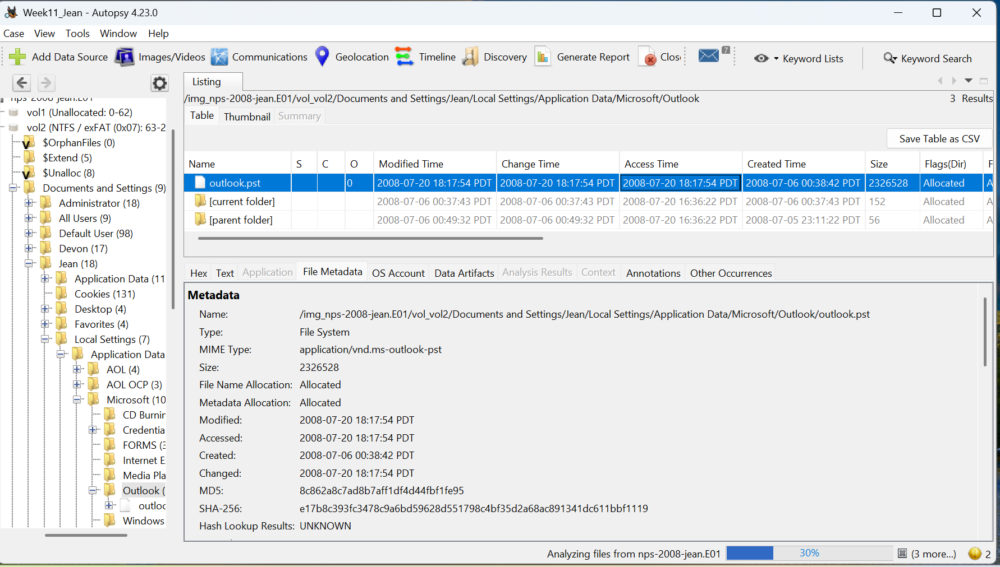 Week11_Jean - Autopsy 4.23.0
Case View Tools Window Help
Add Data Source Images/Videos Communications Geolocation Timeline Discovery Generate Report Clos 7 Keyword Lists Keyword Search
nps-2008-jean.E01
vol1 (Unallocated: 0-62)
vol2 (NTFS / exFAT (0x07): 63-2
$OrphanFiles (0)
$Extend (5)
$Unalloc (8)
Documents and Settings (9)
Administrator (18)
All Users (9)
Default User (98)
Devon (17)
Jean (18)
Application Data (11
Cookies (131)
Desktop (4)
Favorites (4)
Local Settings (7)
Application Data
AOL (4)
AOL OCP (3)
Microsoft (10
CD Burnin
Credentia
FORMS (3
Internet E
Media Pla
Outlook (
outloo
Windows
Listing
/img_nps-2008-jean.E01/vol_vol2/Documents and Settings/Jean/Local Settings/Application Data/Microsoft/Outlook 3 Results
Table Thumbnail Summary
Save Table as CSV
Name S C O Modified Time Change Time Access Time Created Time Size Flags(Dir) F
outlook.pst 0 2008-07-20 18:17:54 PDT 2008-07-20 18:17:54 PDT 2008-07-20 18:17:54 PDT 2008-07-06 00:38:42 PDT 2326528 Allocated A
[current folder] 2008-07-06 00:37:43 PDT 2008-07-06 00:37:43 PDT 2008-07-20 16:36:22 PDT 2008-07-06 00:37:43 PDT 152 Allocated A
[parent folder] 2008-07-06 00:49:32 PDT 2008-07-06 00:49:32 PDT 2008-07-20 16:36:22 PDT 2008-07-05 23:11:22 PDT 56 Allocated A
Hex Text Application File Metadata OS Account Data Artifacts Analysis Results Context Annotations Other Occurrences
Metadata
Name: /img_nps-2008-jean.E01/vol_vol2/Documents and Settings/Jean/Local Settings/Application Data/Microsoft/Outlook/outlook.pst
Type: File System
MIME Type: application/vnd.ms-outlook-pst
Size: 2326528
File Name Allocation: Allocated
Metadata Allocation: Allocated
Modified: 2008-07-20 18:17:54 PDT
Accessed: 2008-07-20 18:17:54 PDT
Created: 2008-07-06 00:38:42 PDT
Changed: 2008-07-20 18:17:54 PDT
MD5: 8c862a8c7ad8b7aff1df4d44fbf1fe95
SHA-256: e17b8c393fc3478c9a6bd59628d551798c4bf35d2a68ac891341dc611bbf1119
Hash Lookup Results: UNKNOWN
Analyzing files from nps-2008-jean.E01 30% (3 more...) 2